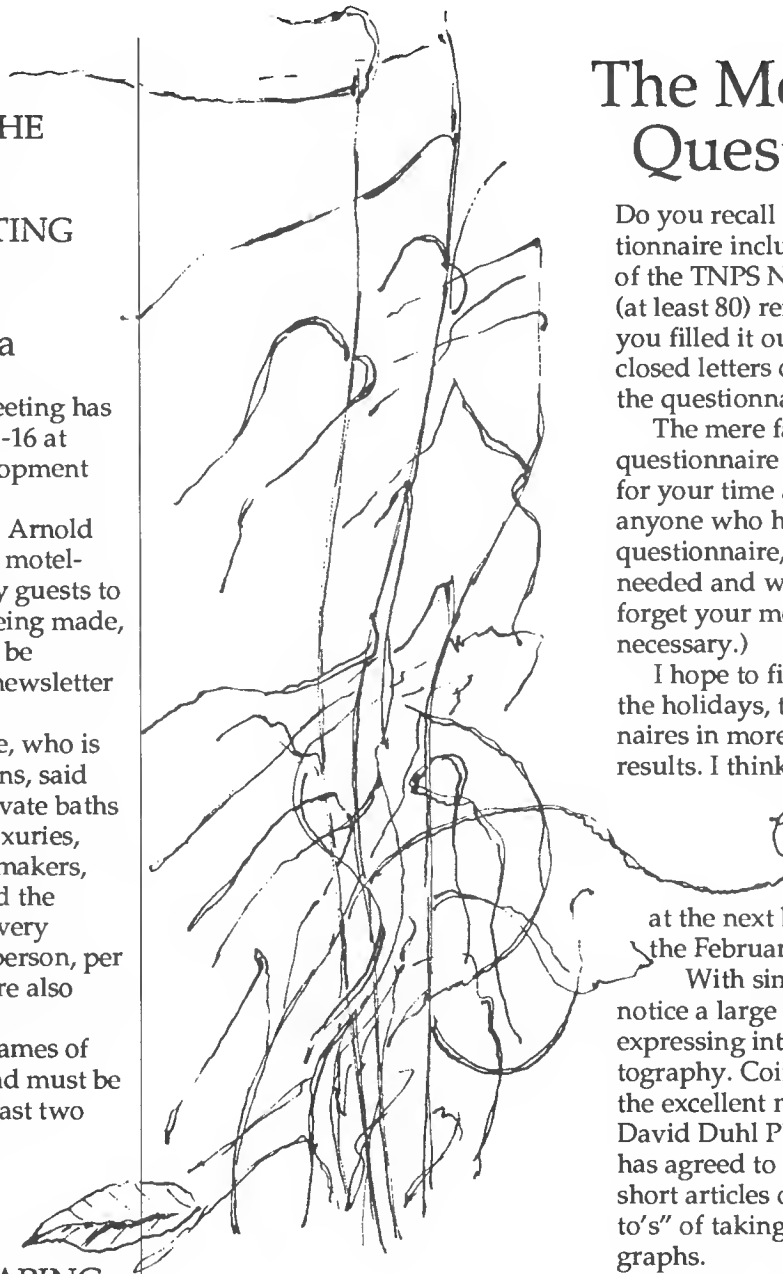 HE
TING
a
eeting has
-16 at
opment
Arnold
motel-
y guests to
eing made,
be
newsletter
e, who is
ns, said
vate baths
xuries,
makers,
d the
very
person, per
re also
ames of
nd must be
ast two
APING
The Me
Ques
Do you recall
tionnaire inclu
of the TNPS N
(at least 80) re
you filled it ou
closed letters o
the questionna
The mere fa
questionnaire
for your time
anyone who h
questionnaire,
needed and w
forget your m
necessary.)
I hope to fi
the holidays, t
naires in more
results. I think
at the next
the Februar
With sin
notice a large
expressing int
tography. Coi
the excellent
David Duhl P
has agreed to
short articles o
to's" of taking
graphs.